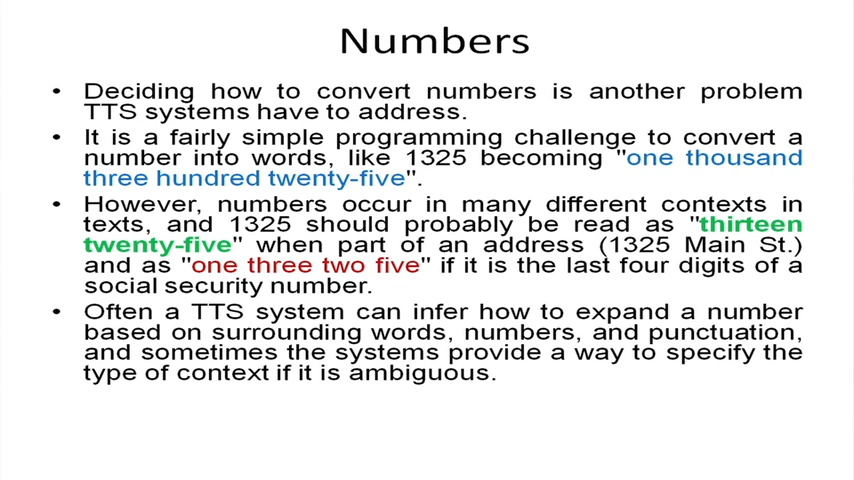 Numbers
• Deciding how to convert numbers is another problem
TTS systems have to address.
• It is a fairly simple programming challenge to convert a
number into words, like 1325 becoming "one thousand
three hundred twenty-five".
• However, numbers occur in many different contexts in
texts, and 1325 should probably be read as "thirteen
twenty-five" when part of an address (1325 Main St.)
and as "one three two five" if it is the last four digits of a
social security number.
• Often a TTS system can infer how to expand a number
based on surrounding words, numbers, and punctuation,
and sometimes the systems provide a way to specify the
type of context if it is ambiguous.